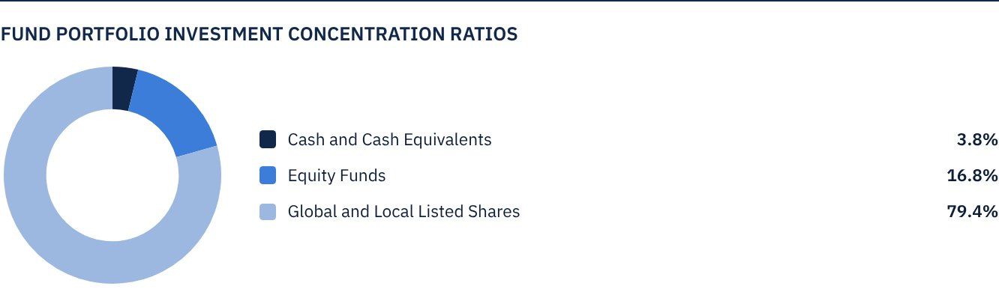 FUND PORTFOLIO INVESTMENT CONCENTRATION RATIOS
Cash and Cash Equivalents 3.8%
Equity Funds 16.8%
Global and Local Listed Shares 79.4%